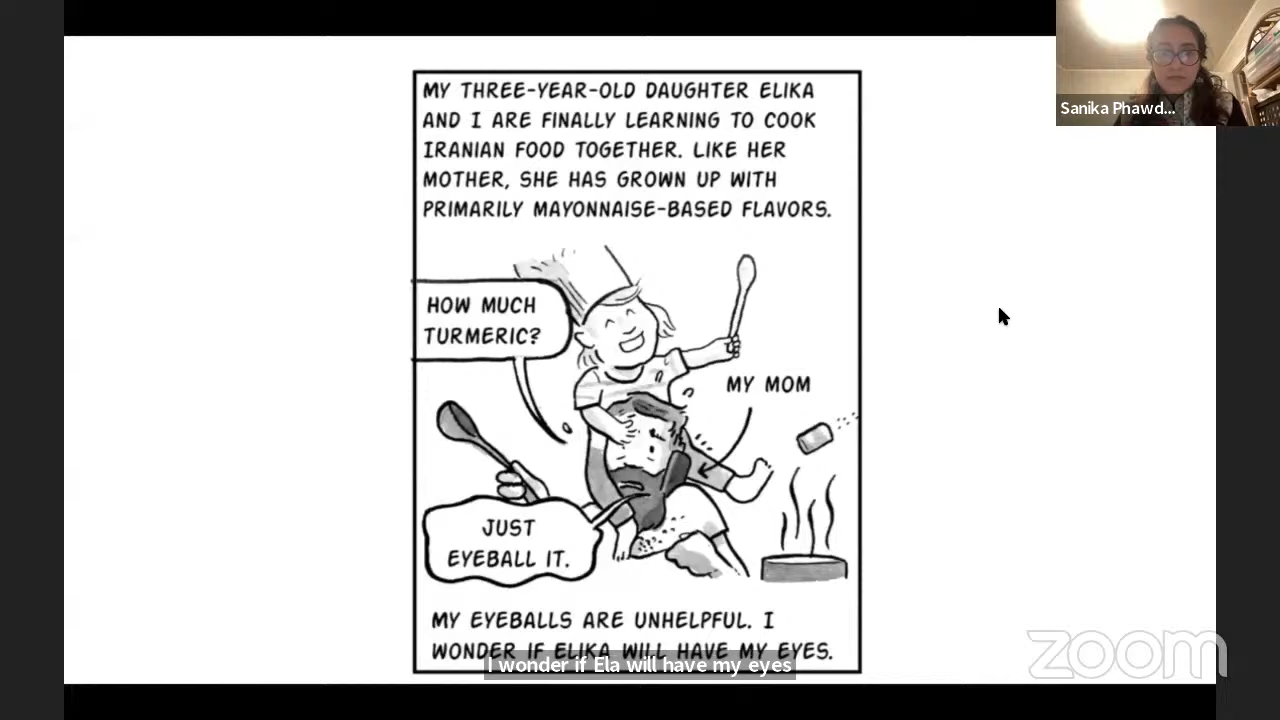 MY THREE-YEAR-OLD DAUGHTER ELIKA
AND I ARE FINALLY LEARNING TO COOK
IRANIAN FOOD TOGETHER. LIKE HER
MOTHER, SHE HAS GROWN UP WITH
PRIMARILY MAYONNAISE-BASED FLAVORS.
HOW MUCH
TURMERIC?
MY MOM
JUST
EYEBALL IT.
MY EYEBALLS ARE UNHELPFUL. I
WONDER IF ELIKA WILL HAVE MY EYES.
I wonder if Ela will have my eyes
Sanika Phawd...
zoom